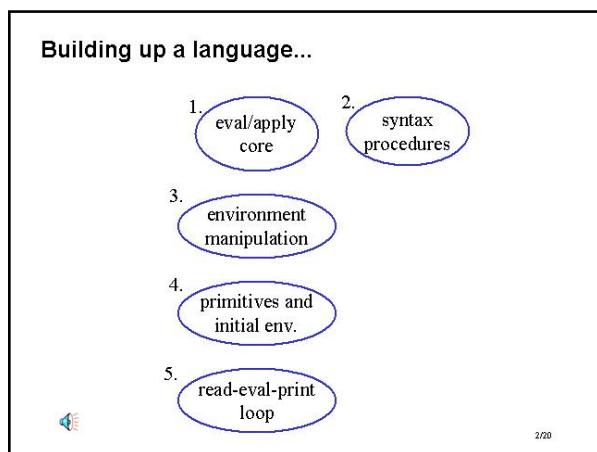 Building up a language...
1.
eval/apply
core
2.
syntax
procedures
3.
environment
manipulation
4.
primitives and
initial env.
5.
read-eval-print
loop
2/20